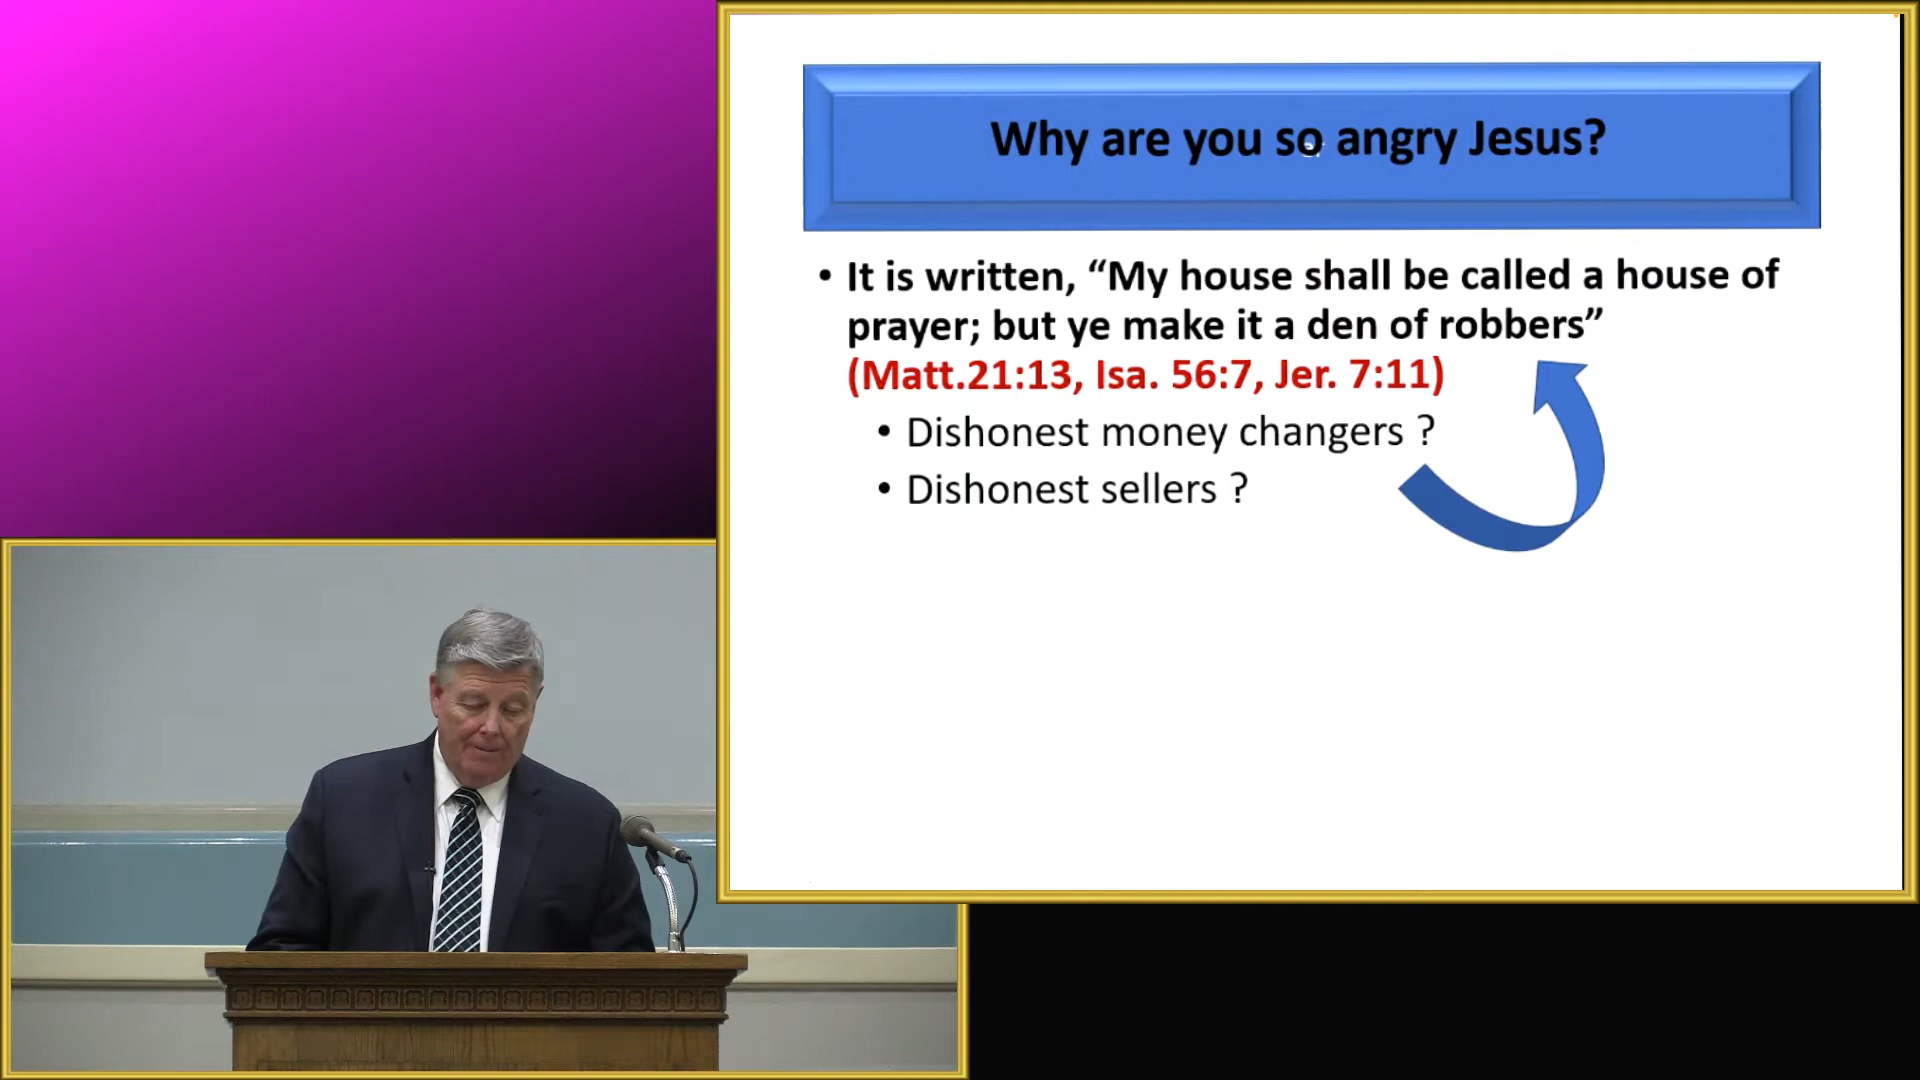 Why are you so angry Jesus?
• It is written, “My house shall be called a house of
prayer; but ye make it a den of robbers”
(Matt.21:13, Isa. 56:7, Jer. 7:11)
• Dishonest money changers ?
• Dishonest sellers ?